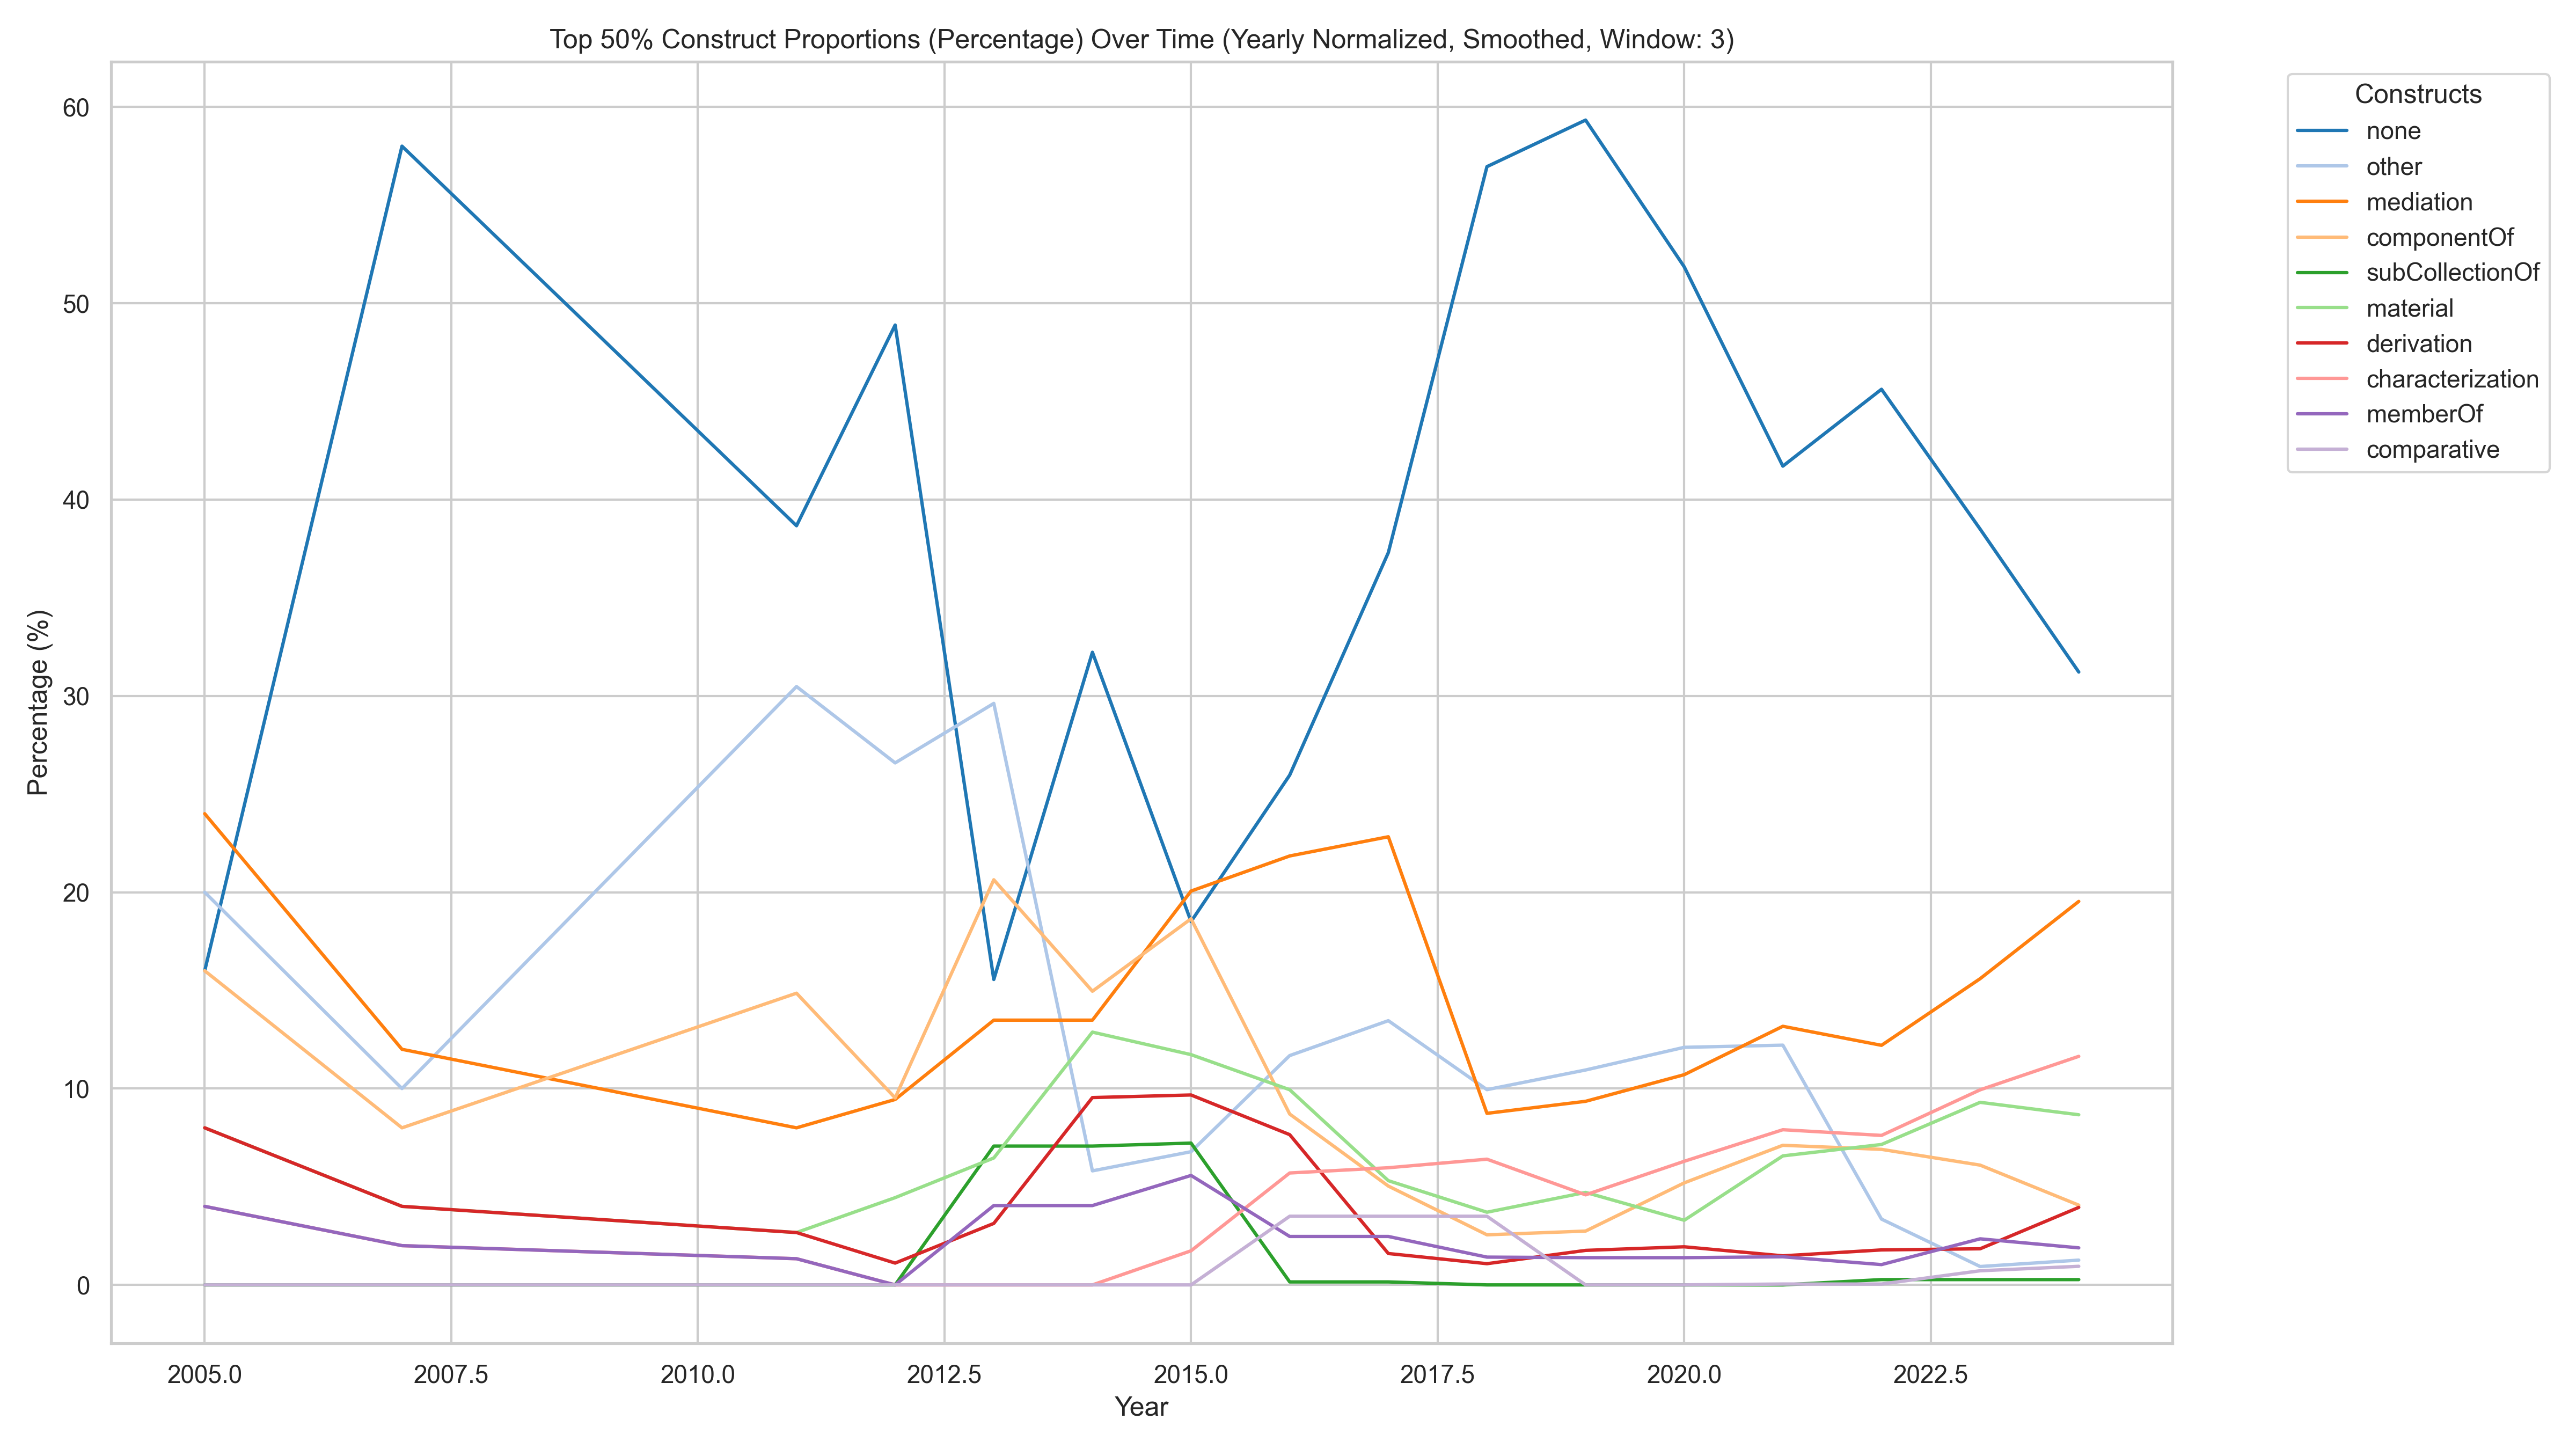 Top 50% Construct Proportions (Percentage) Over Time (Yearly Normalized, Smoothed, Window: 3)
Constructs
none
other
mediation
componentOf
subCollectionOf
material
derivation
characterization
memberOf
comparative
Percentage (%)
60
50
40
30
20
10
0
2005.0 2007.5 2010.0 2012.5 2015.0 2017.5 2020.0 2022.5
Year